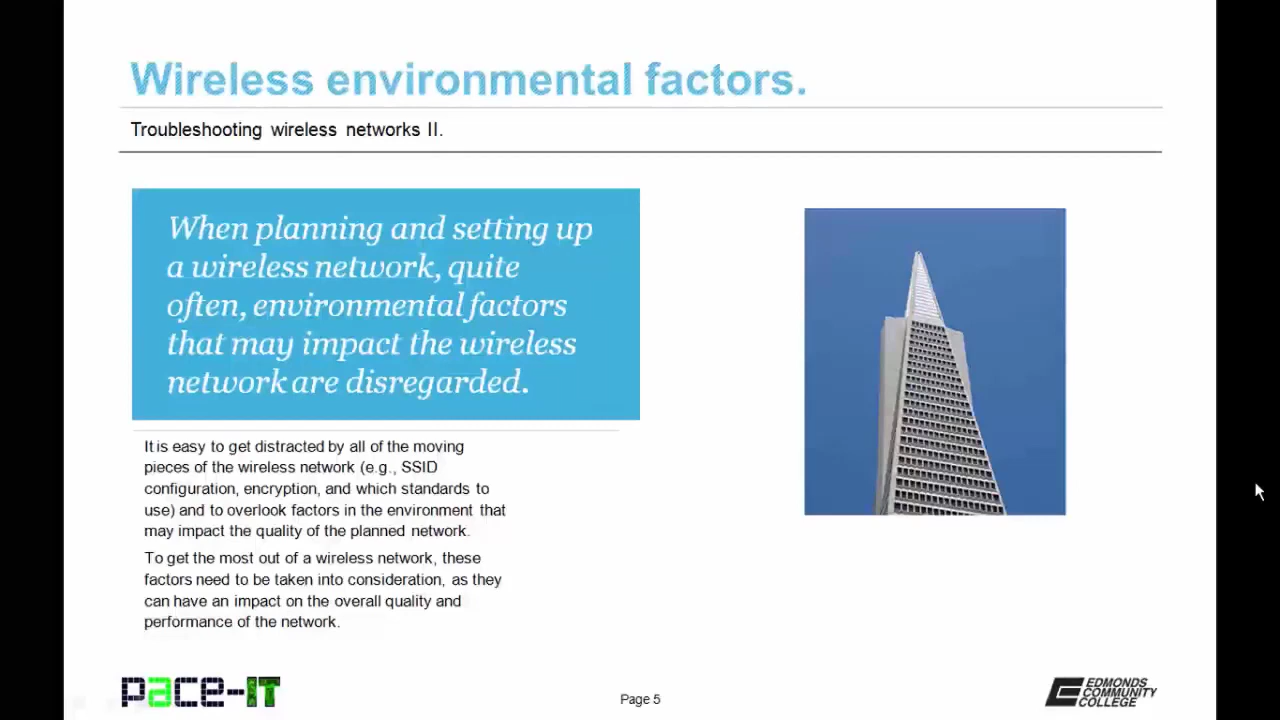 Wireless environmental factors.
Troubleshooting wireless networks II.
When planning and setting up
a wireless network, quite
often, environmental factors
that may impact the wireless
network are disregarded.
It is easy to get distracted by all of the moving
pieces of the wireless network (e.g., SSID
configuration, encryption, and which standards to
use) and to overlook factors in the environment that
may impact the quality of the planned network.
To get the most out of a wireless network, these
factors need to be taken into consideration, as they
can have an impact on the overall quality and
performance of the network.
pace-IT
Page 5
EDMONDS
COMMUNITY
COLLEGE